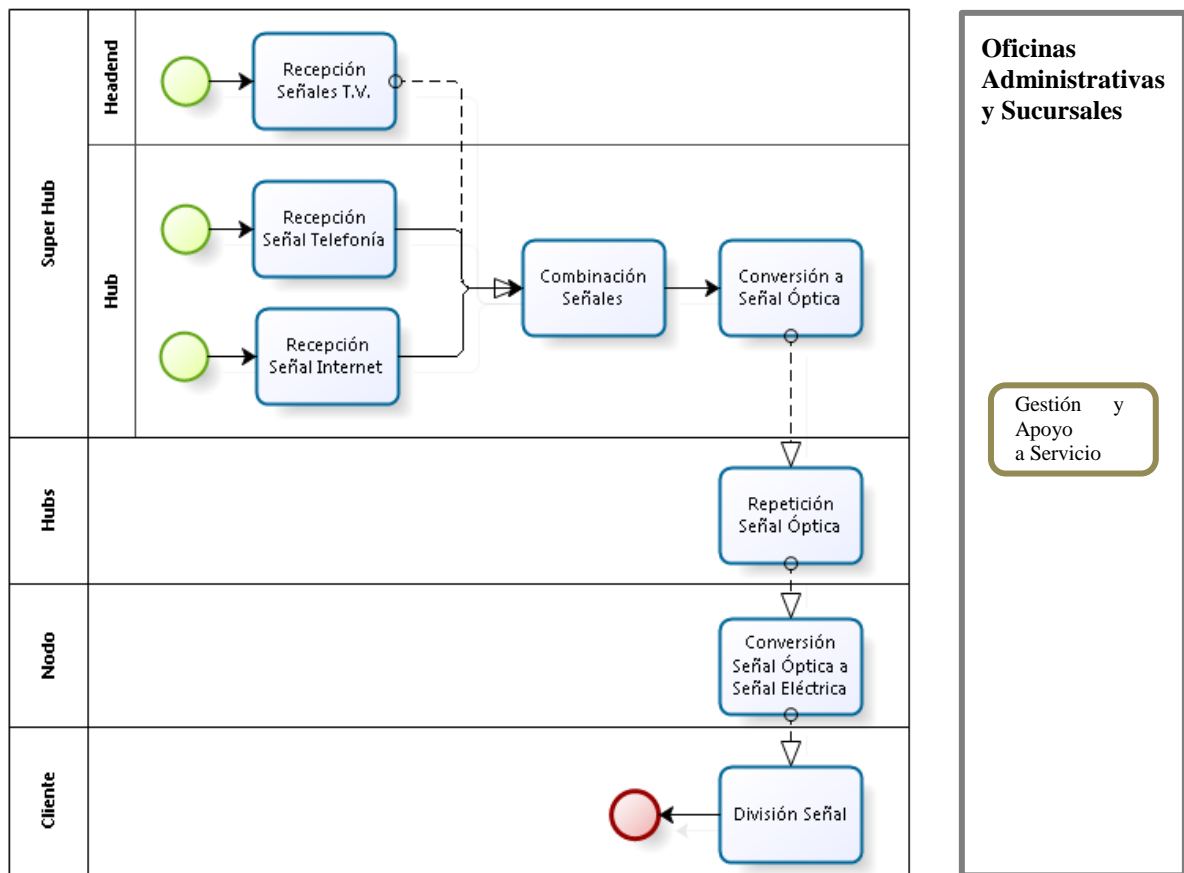 Super Hub
Headend
Recepción
Señales T.V.
Hub
Recepción
Señal Telefonía
Recepción
Señal Internet
Combinación
Señales
Conversión a
Señal Óptica
Hubs
Repetición
Señal Óptica
Nodo
Conversión
Señal Óptica a
Señal Eléctrica
Cliente
División Señal
Oficinas
Administrativas
y Sucursales
Gestión y
Apoyo
a Servicio